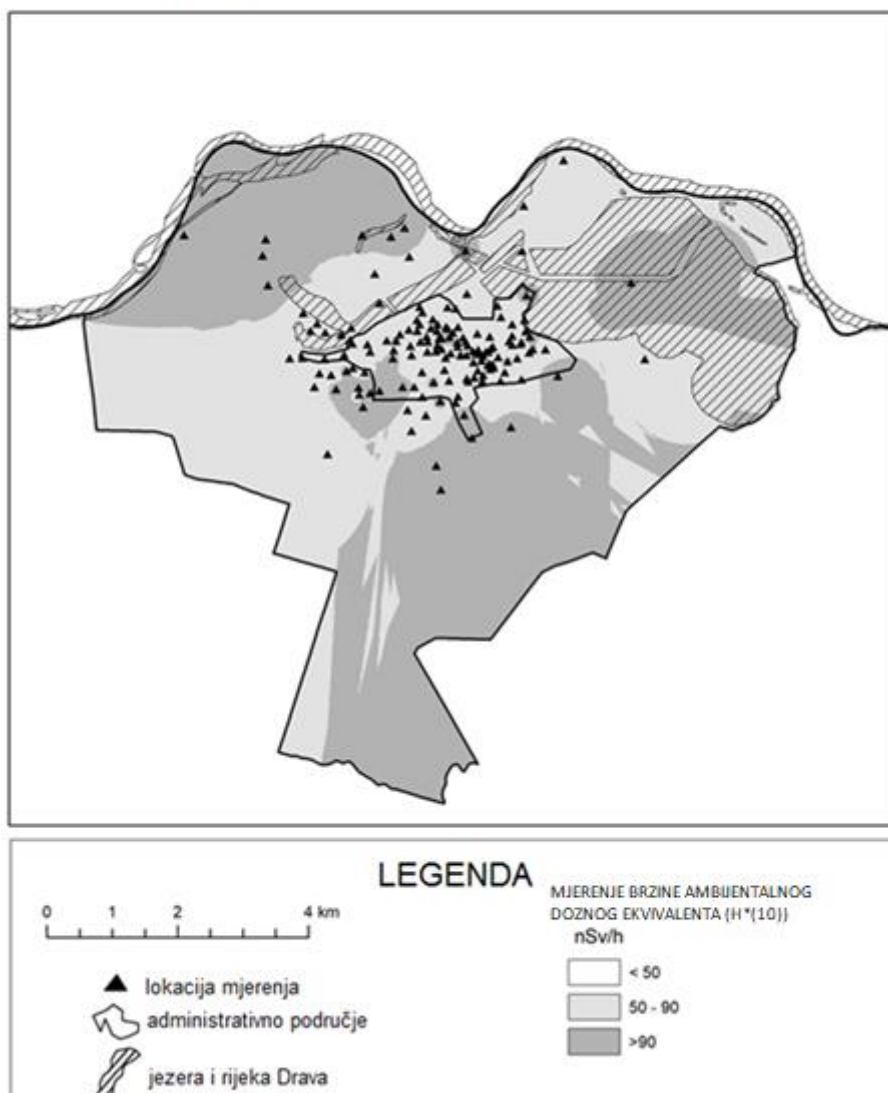 LEGENDA
0 1 2 4 km
lokacija mjerenja
administrativno područje
jezera i rijeka Drava
MJERENJE BRZINE AMBIJENTALNOG
DOZNOG EKVIVALENTA (H*(10))
nSv/h
< 50
50 - 90
>90